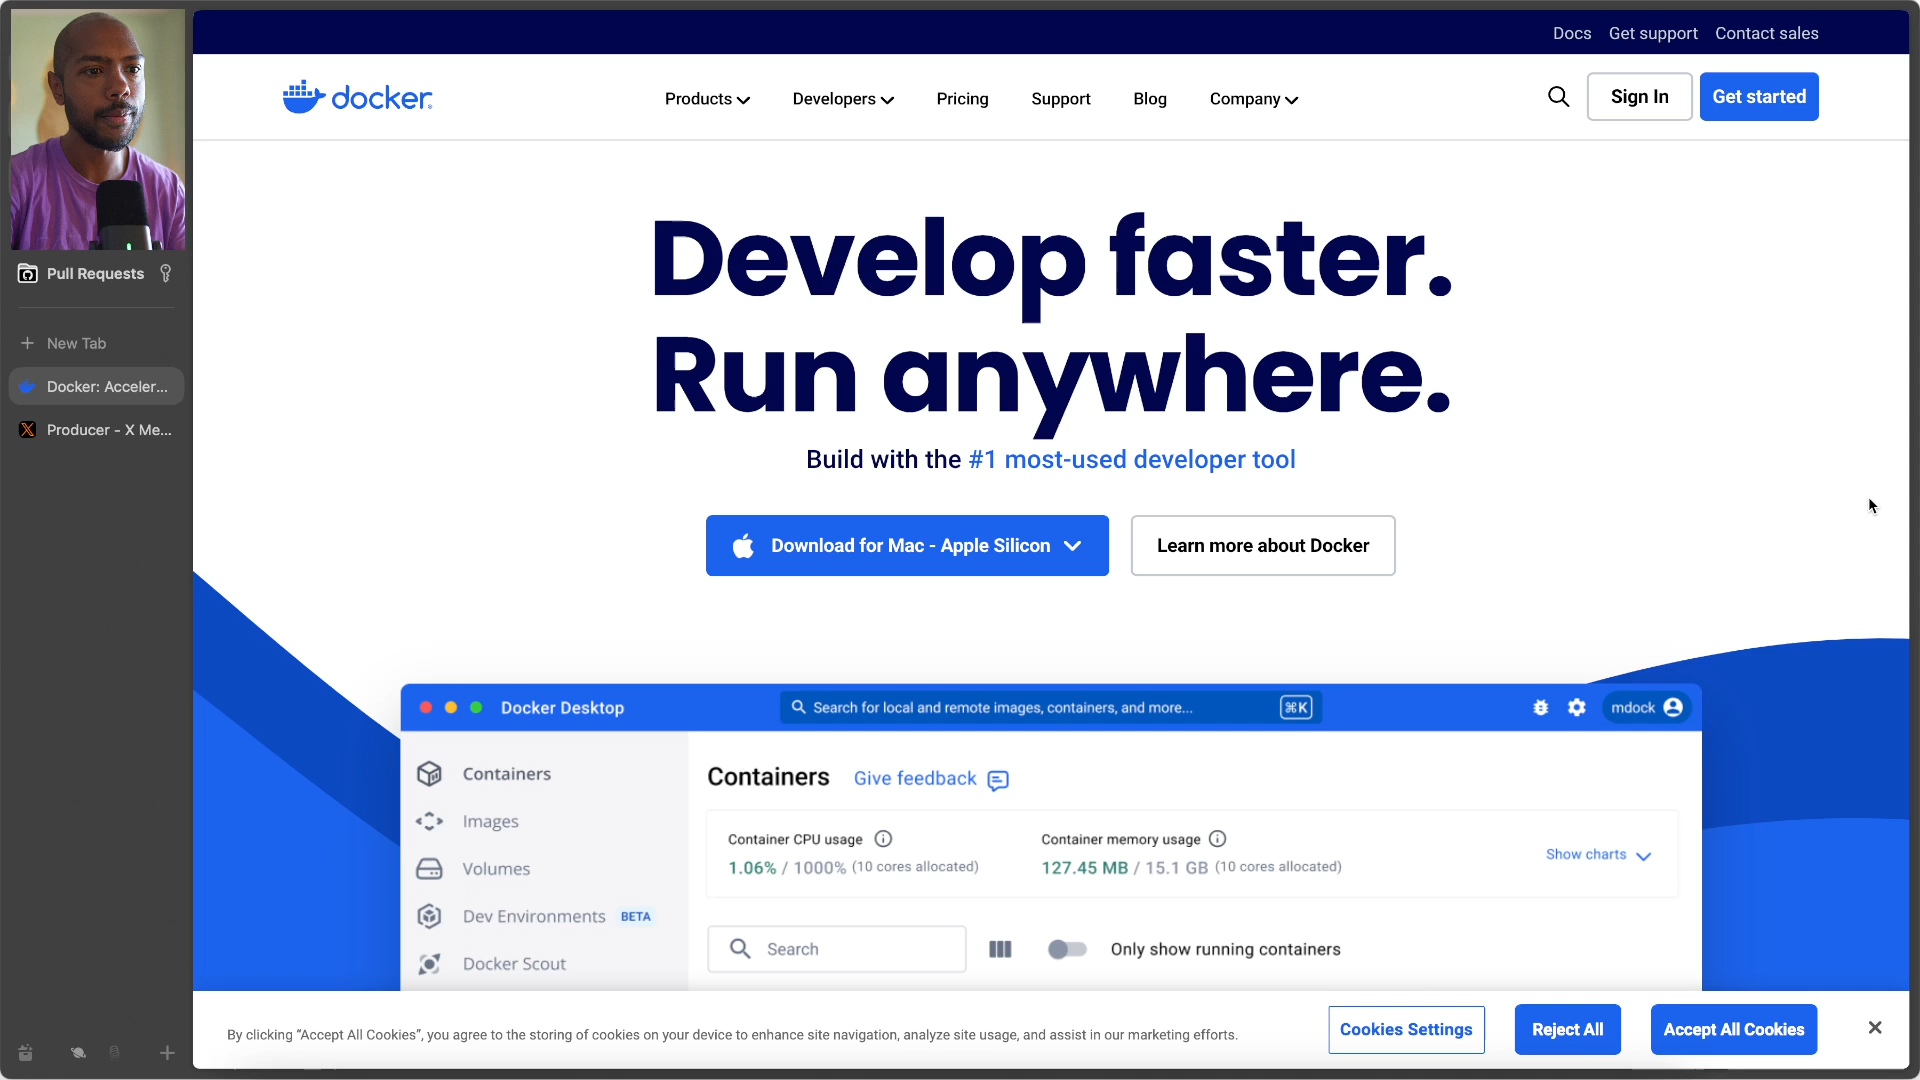 Docs Get support Contact sales
docker
Products Developers Pricing Support Blog Company Sign In Get started
Pull Requests
New Tab
Docker: Acceler...
Producer - X Me...
Develop faster.
Run anywhere.
Build with the #1 most-used developer tool
Download for Mac - Apple Silicon Learn more about Docker
Docker Desktop Search for local and remote images, containers, and more... ⌘K mdock
Containers
Images
Volumes
Dev Environments BETA
Docker Scout
Containers Give feedback
Container CPU usage Container memory usage
1.06% / 1000% (10 cores allocated) 127.45 MB / 15.1 GB (10 cores allocated) Show charts
Search Only show running containers
By clicking “Accept All Cookies”, you agree to the storing of cookies on your device to enhance site navigation, analyze site usage, and assist in our marketing efforts.
Cookies Settings Reject All Accept All Cookies